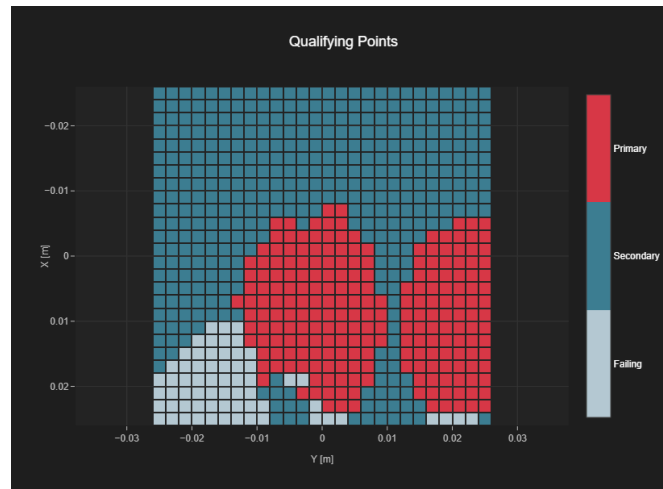 Qualifying Points
−0.02
−0.01
0
0.01
0.02
X [m]
−0.03
−0.02
−0.01
0
0.01
0.02
0.03
Y [m]
Primary
Secondary
Failing